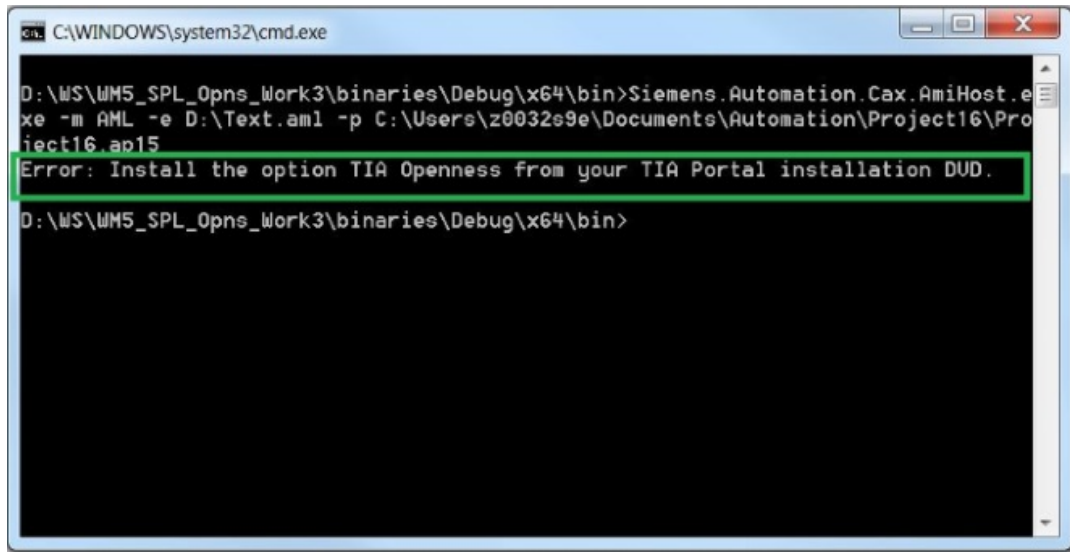 C:\WINDOWS\system32\cmd.exe
D:\WS\WM5_SPL_Opns_Work3\binaries\Debug\x64\bin>Siemens.Automation.Cax.AmiHost.e
xe -m AML -e D:\Text.aml -p C:\Users\z0032s9e\Documents\Automation\Project16\Pro
ject16.ap15
Error: Install the option TIA Openness from your TIA Portal installation DVD.
D:\WS\WM5_SPL_Opns_Work3\binaries\Debug\x64\bin>